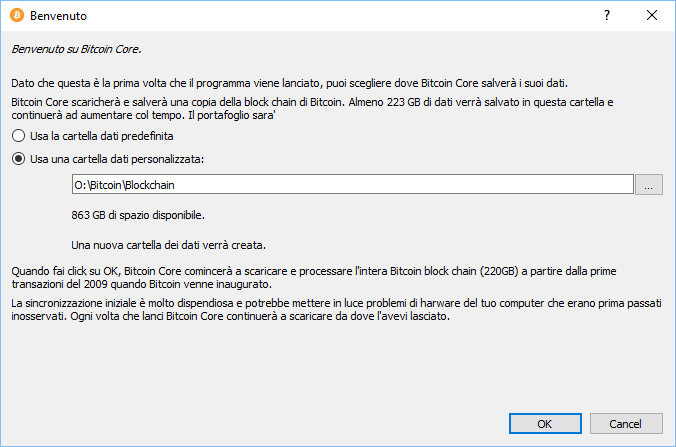 Benvenuto
Benvenuto su Bitcoin Core.
Dato che questa è la prima volta che il programma viene lanciato, puoi scegliere dove Bitcoin Core salverà i suoi dati.
Bitcoin Core scaricherà e salverà una copia della block chain di Bitcoin. Almeno 223 GB di dati verrà salvato in questa cartella e
continuerà ad aumentare col tempo. Il portafoglio sara'
Usa la cartella dati predefinita
Usa una cartella dati personalizzata:
O:\Bitcoin\Blockchain
...
863 GB di spazio disponibile.
Una nuova cartella dei dati verrà creata.
Quando fai click su OK, Bitcoin Core comincerà a scaricare e processare l'intera Bitcoin block chain (220GB) a partire dalla prime
transazioni del 2009 quando Bitcoin venne inaugurato.
La sincronizzazione iniziale è molto dispendiosa e potrebbe mettere in luce problemi di harware del tuo computer che erano prima passati
inosservati. Ogni volta che lanci Bitcoin Core continuerà a scaricare da dove l'avevi lasciato.
OK
Cancel